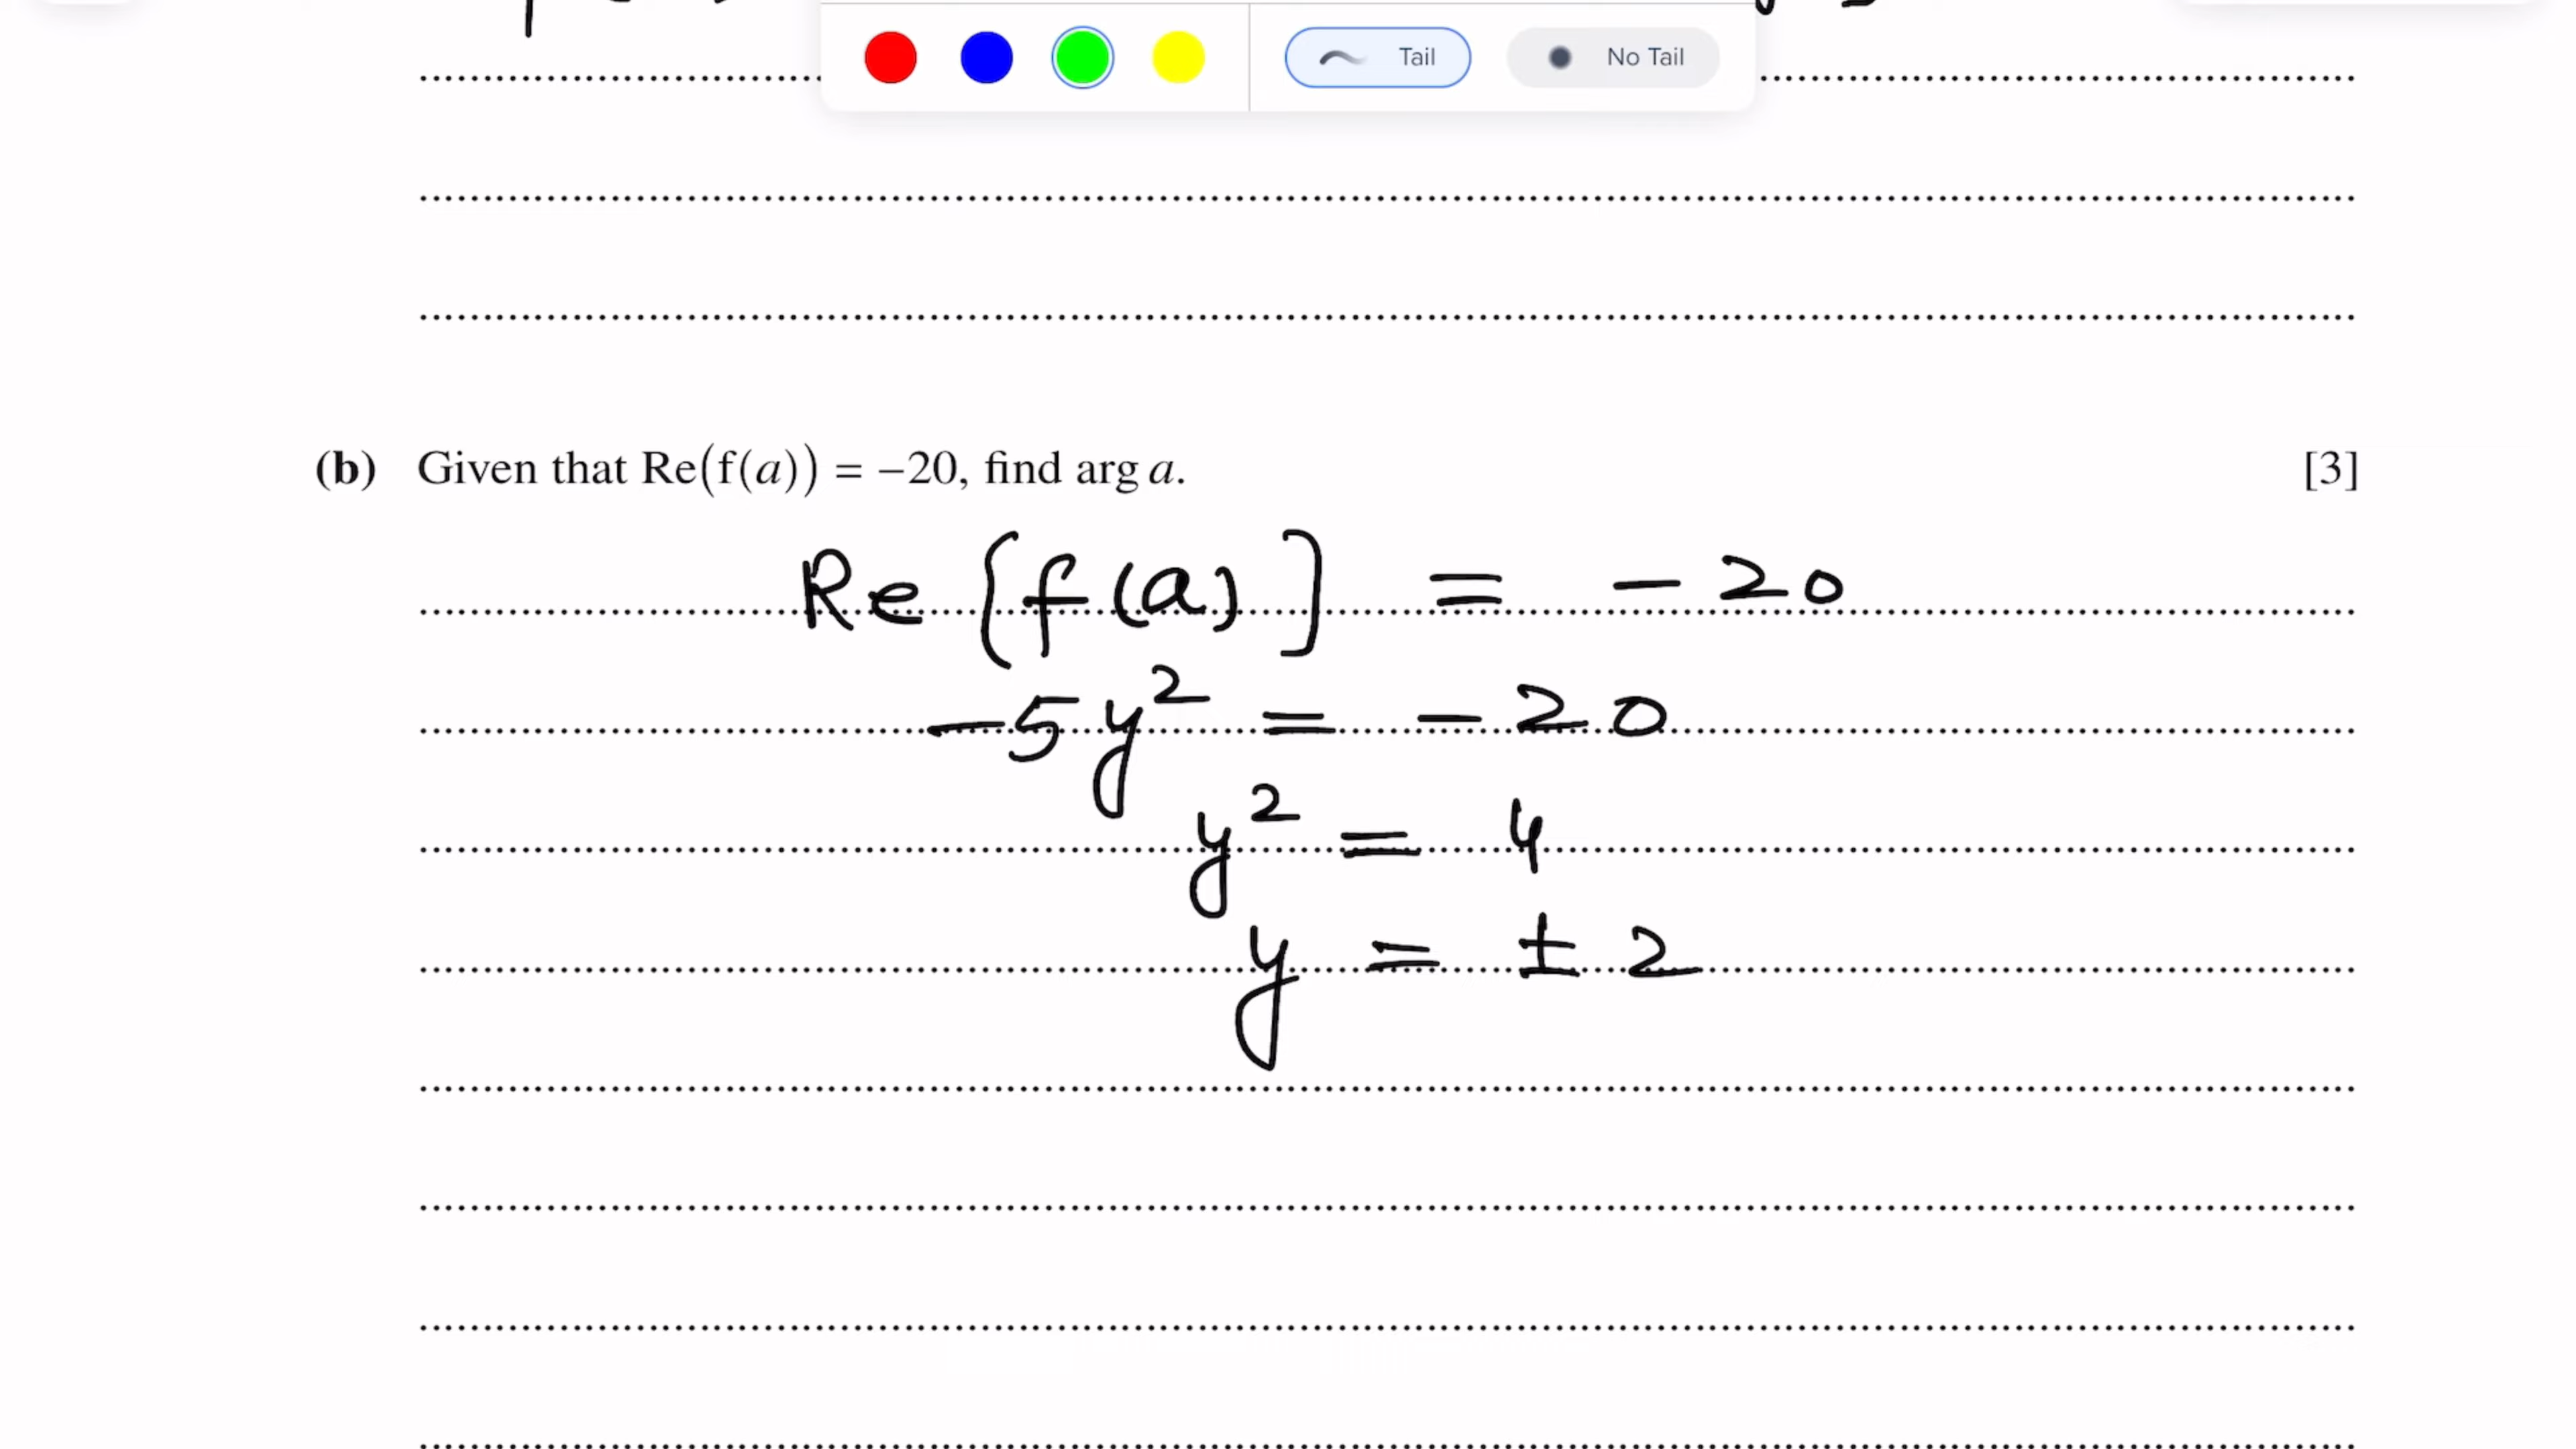 Tail No Tail
(b) Given that Re(f(a)) = −20, find arg a. [3]
Re [f(a)] = − 20
−5y² = − 20
y² = 4
y = ± 2